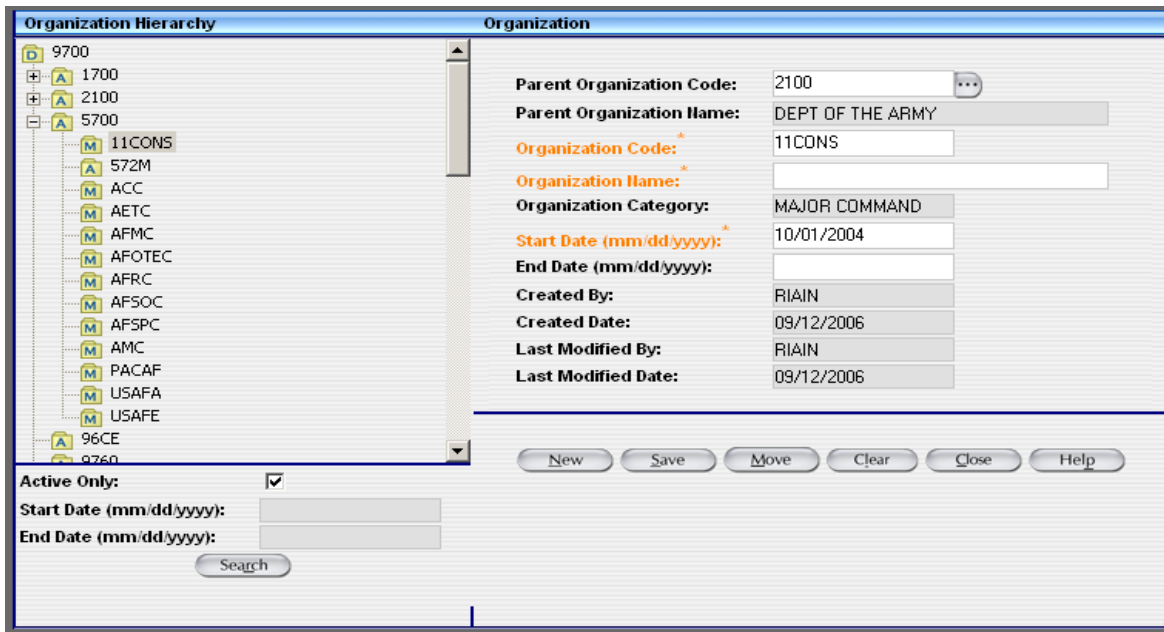 Organization Hierarchy
D 9700
A 1700
A 2100
A 5700
M 11CONS
A 572M
M ACC
M AETC
M AFMC
M AFOTEC
M AFRC
M AFSOC
M AFSPC
M AMC
M PACAF
M USAFA
M USAFE
A 96CE
9760
Active Only:
Start Date (mm/dd/yyyy):
End Date (mm/dd/yyyy):
Search
Organization
Parent Organization Code: 2100 ...
Parent Organization Name: DEPT OF THE ARMY
Organization Code:* 11CONS
Organization Name:*
Organization Category: MAJOR COMMAND
Start Date (mm/dd/yyyy):* 10/01/2004
End Date (mm/dd/yyyy):
Created By: RIAIN
Created Date: 09/12/2006
Last Modified By: RIAIN
Last Modified Date: 09/12/2006
New Save Move Clear Close Help